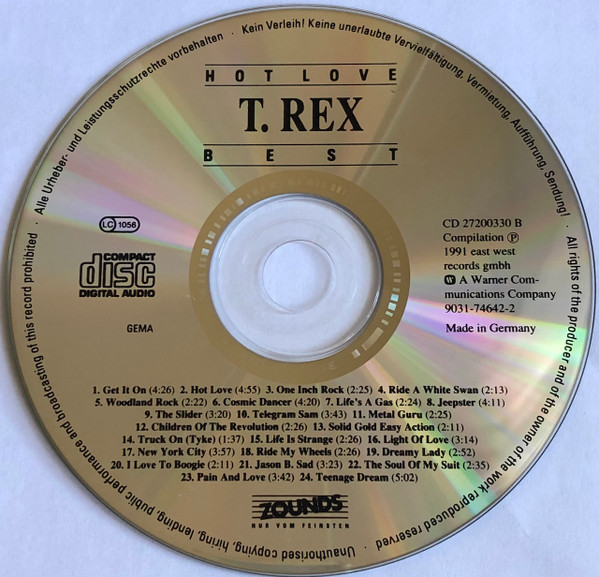 Alle Urheber- und Leistungsschutzrechte vorbehalten · Kein Verleih! Keine unerlaubte Vervielfältigung, Vermietung, Aufführung, Sendung! ·
HOT LOVE
T. REX
BEST
LC 1056
COMPACT
disc
DIGITAL AUDIO
GEMA
CD 27200330 B
Compilation Ⓟ
1991 east west
records gmbh
A Warner Com-
munications Company
9031-74642-2
Made in Germany
1. Get It On (4:26) 2. Hot Love (4:55) 3. One Inch Rock (2:25) 4. Ride A White Swan (2:13)
5. Woodland Rock (2:22) 6. Cosmic Dancer (4:20) 7. Life's A Gas (2:24) 8. Jeepster (4:11)
9. The Slider (3:20) 10. Telegram Sam (3:43) 11. Metal Guru (2:25)
12. Children Of The Revolution (2:26) 13. Solid Gold Easy Action (2:11)
14. Truck On (Tyke) (1:37) 15. Life Is Strange (2:26) 16. Light Of Love (3:14)
17. New York City (3:57) 18. Ride My Wheels (2:26) 19. Dreamy Lady (2:52)
20. I Love To Boogie (2:11) 21. Jason B. Sad (3:23) 22. The Soul Of My Suit (2:35)
23. Pain And Love (3:42) 24. Teenage Dream (5:02)
ZOUNDS
NUR VOM FEINSTEN
All rights of the producer and of the owner of the work reproduced reserved · Unauthorised copying, hiring, lending, public performance and broadcasting of this record prohibited ·